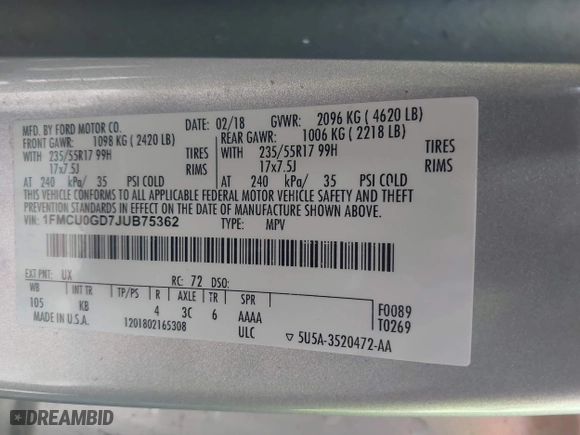 MFD. BY FORD MOTOR CO. DATE: 02/18 GVWR: 2096 KG ( 4620 LB)
FRONT GAWR: 1098 KG ( 2420 LB) REAR GAWR: 1006 KG ( 2218 LB)
WITH 235/55R17 99H TIRES WITH 235/55R17 99H TIRES
17x7.5J RIMS 17x7.5J RIMS
AT 240 kPa/ 35 PSI COLD AT 240 kPa/ 35 PSI COLD
THIS VEHICLE CONFORMS TO ALL APPLICABLE FEDERAL MOTOR VEHICLE SAFETY AND THEFT
PREVENTION STANDARDS IN EFFECT ON THE DATE OF MANUFACTURE SHOWN ABOVE.
VIN: 1FMCU0GD7JUB75362 TYPE: MPV
EXT PNT: UX RC: 72 DSO:
WB INT TR TP/PS R AXLE TR SPR
105 KB 4 3C 6 AAAA F0089
MADE IN U.S.A. 1201802165308 ULC T0269
▽ 5U5A-3520472-AA
DREAMBID